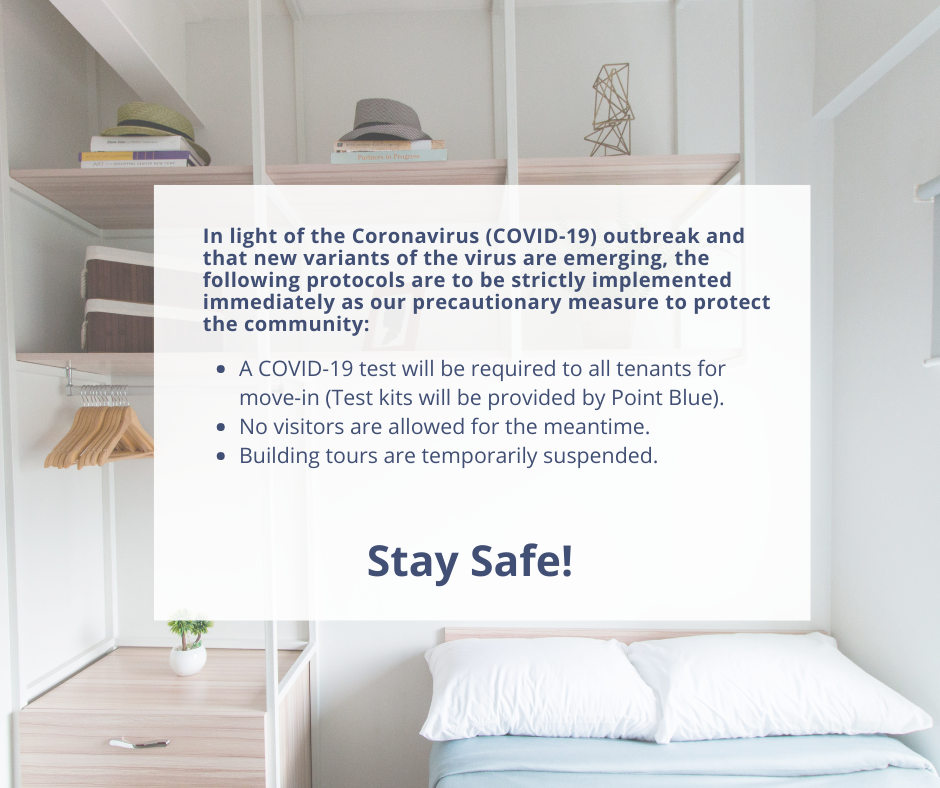 Partners in Progress
In light of the Coronavirus (COVID-19) outbreak and
that new variants of the virus are emerging, the
following protocols are to be strictly implemented
immediately as our precautionary measure to protect
the community:
• A COVID-19 test will be required to all tenants for
move-in (Test kits will be provided by Point Blue).
• No visitors are allowed for the meantime.
• Building tours are temporarily suspended.
Stay Safe!